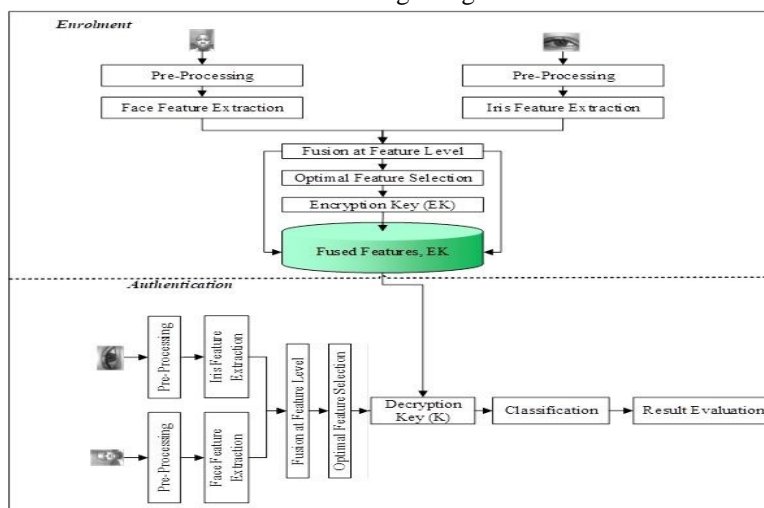 Enrolment
Pre-Processing
Pre-Processing
Face Feature Extraction
Iris Feature Extraction
Fusion at Feature Level
Optimal Feature Selection
Encryption Key (EK)
Fused Features, EK
Authentication
Pre-Processing
Iris Feature
Extraction
Pre-Processing
Face Feature
Extraction
Fusion at Feature Level
Optimal Feature Selection
Decryption
Key (K)
Classification
Result Evaluation